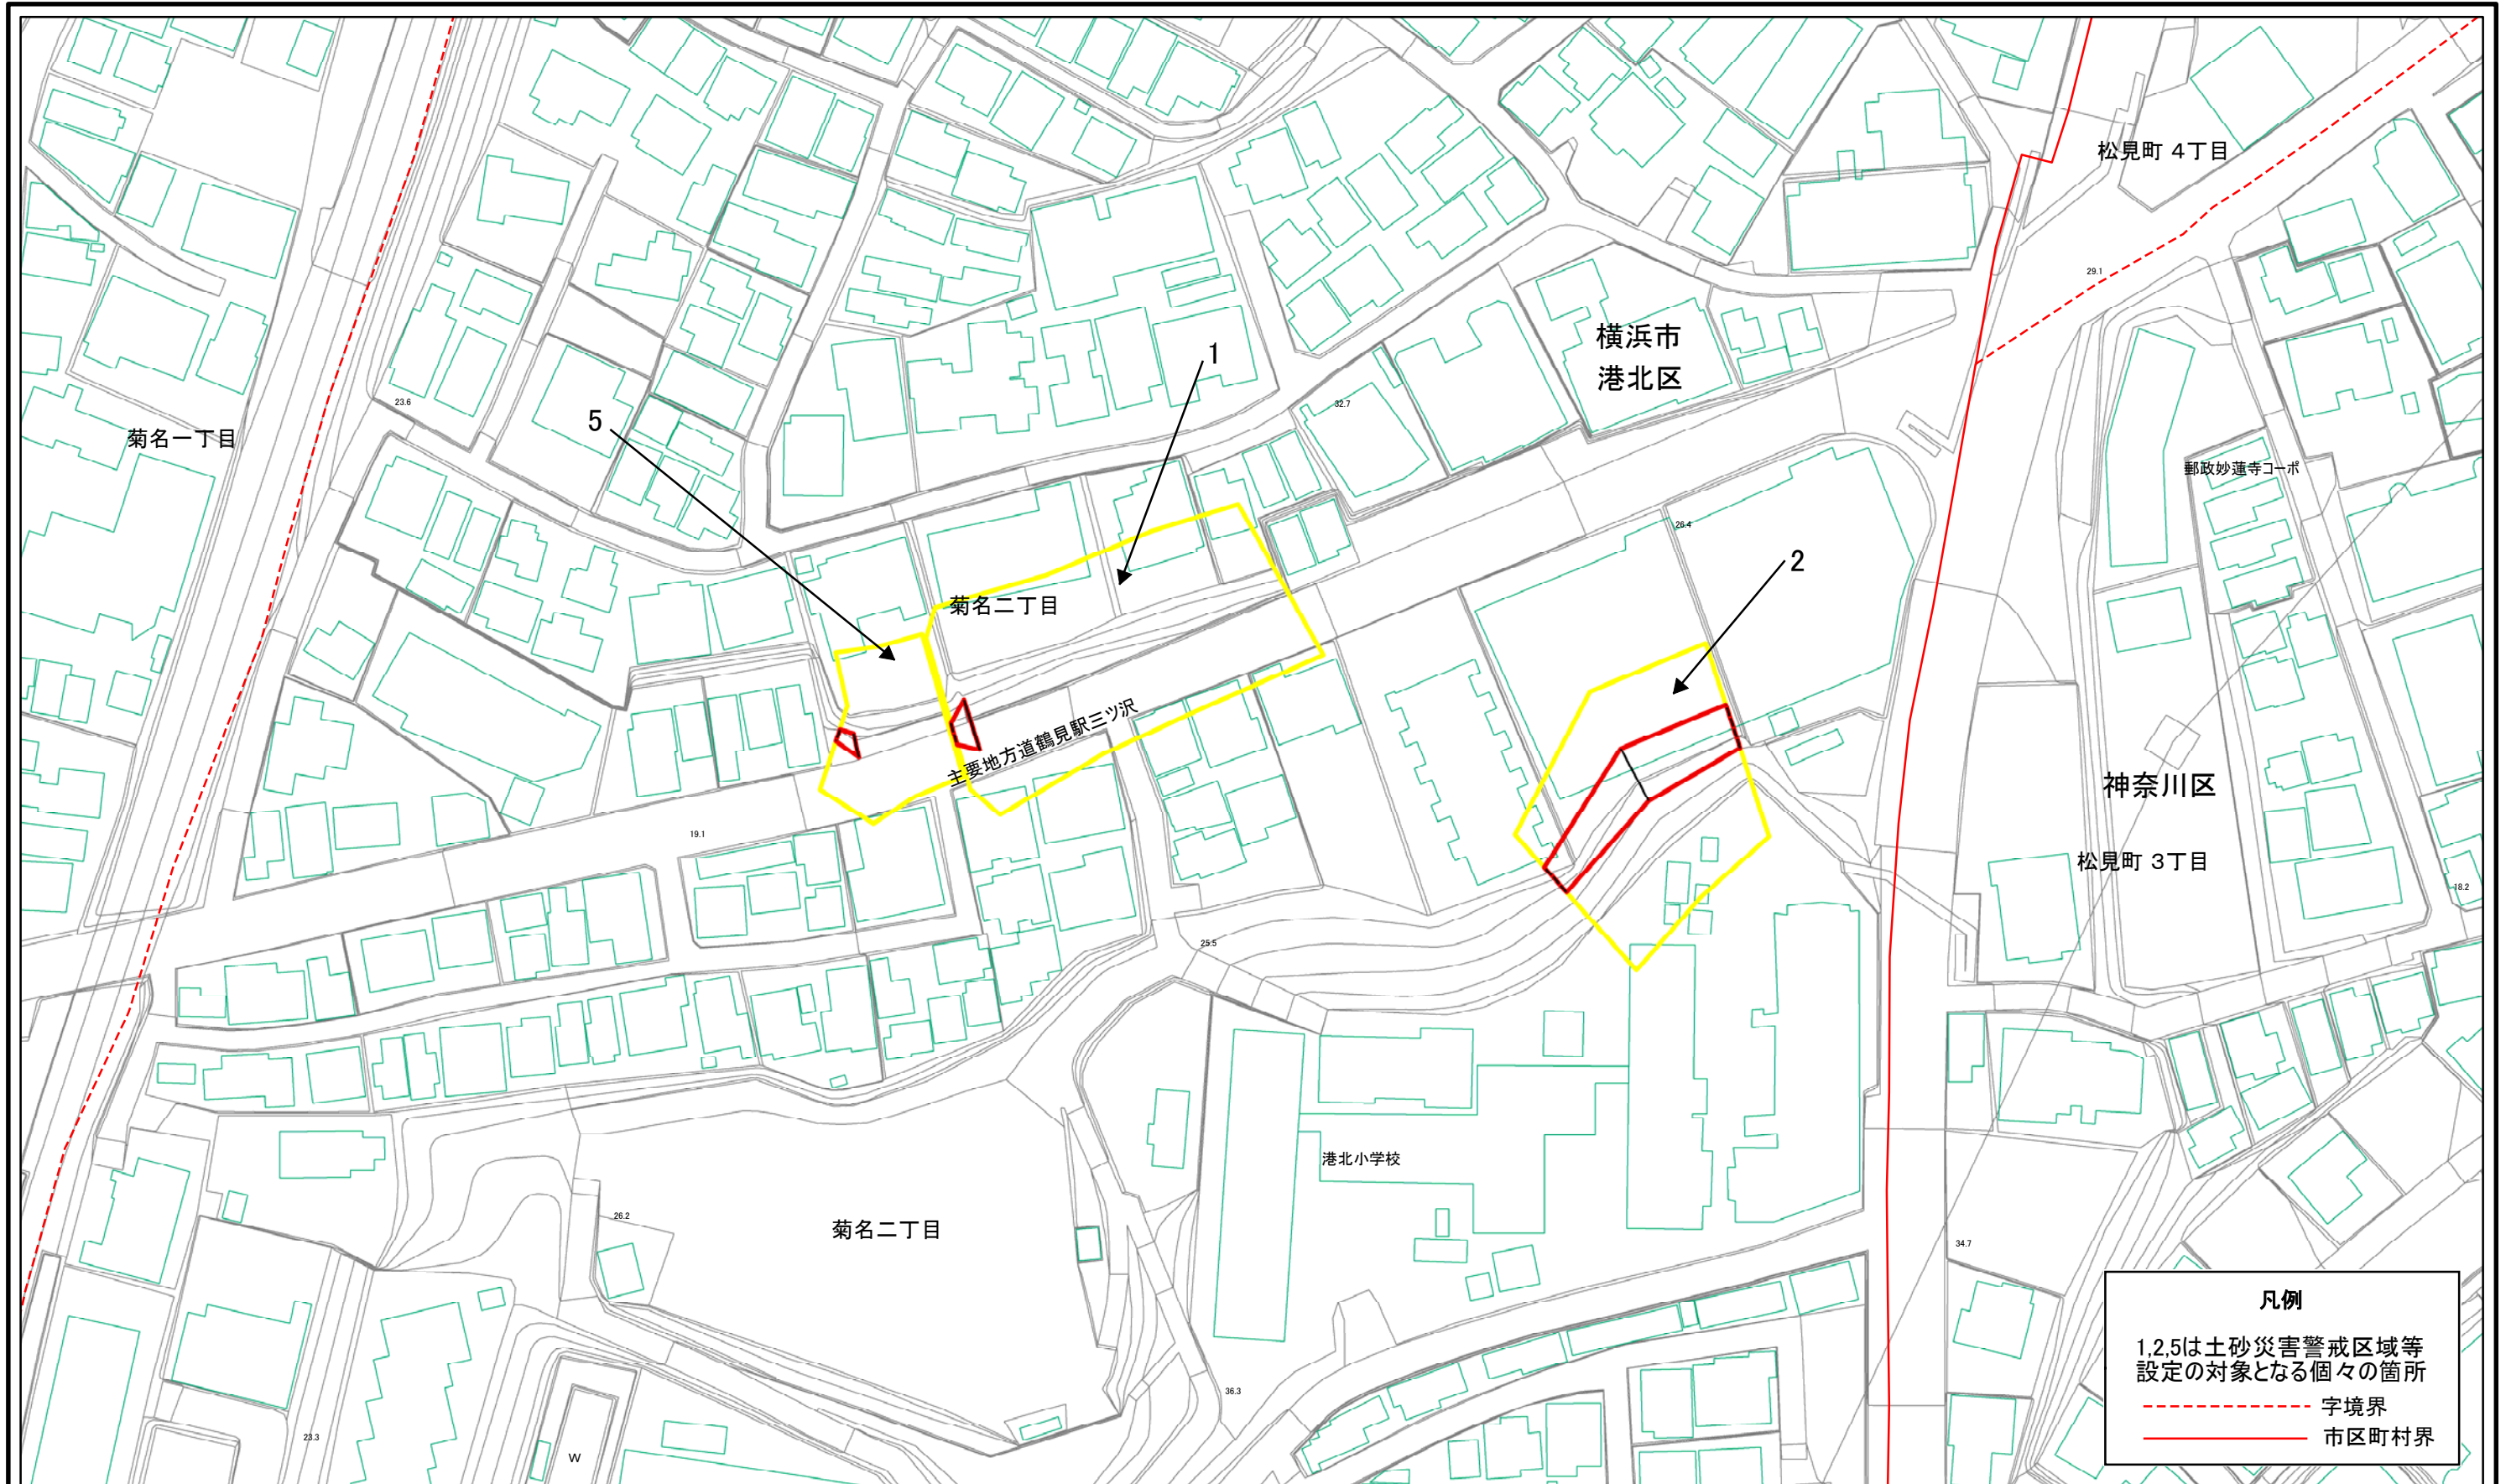 松見町 4丁目
29.1
横浜市
港北区
1
5
23.6
32.7
菊名一丁目
郵政妙蓮寺コーポ
26.4
2
菊名二丁目
主要地方道鶴見駅三ツ沢
神奈川区
19.1
松見町 3丁目
18.2
25.5
港北小学校
26.2
菊名二丁目
34.7
36.3
23.3
W
凡例
1,2,5は土砂災害警戒区域等
設定の対象となる個々の箇所
字境界
市区町村界